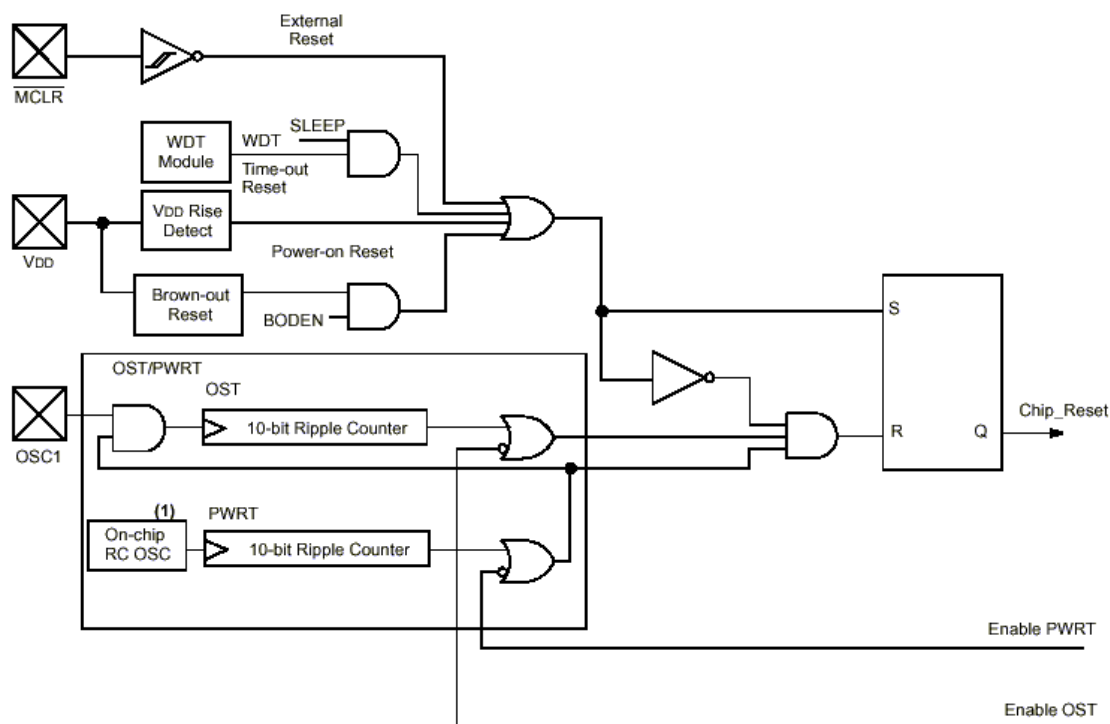 External
Reset
MCLR
SLEEP
WDT
Module
WDT
Time-out
Reset
VDD
VDD Rise
Detect
Power-on Reset
Brown-out
Reset
BODEN
S
OST/PWRT
OST
10-bit Ripple Counter
OSC1
Chip_Reset
R
Q
(1)
On-chip
RC OSC
PWRT
10-bit Ripple Counter
Enable PWRT
Enable OST